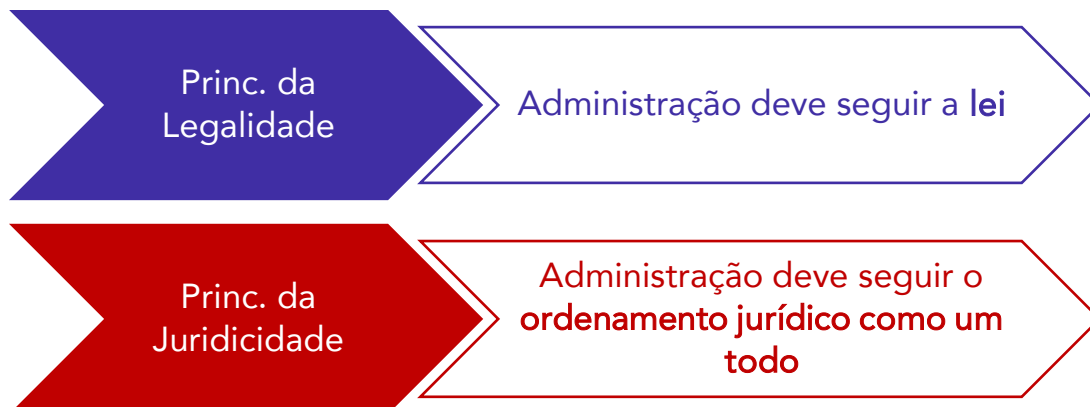 Princ. da
Legalidade
Administração deve seguir a lei
Princ. da
Juridicidade
Administração deve seguir o
ordenamento jurídico como um
todo